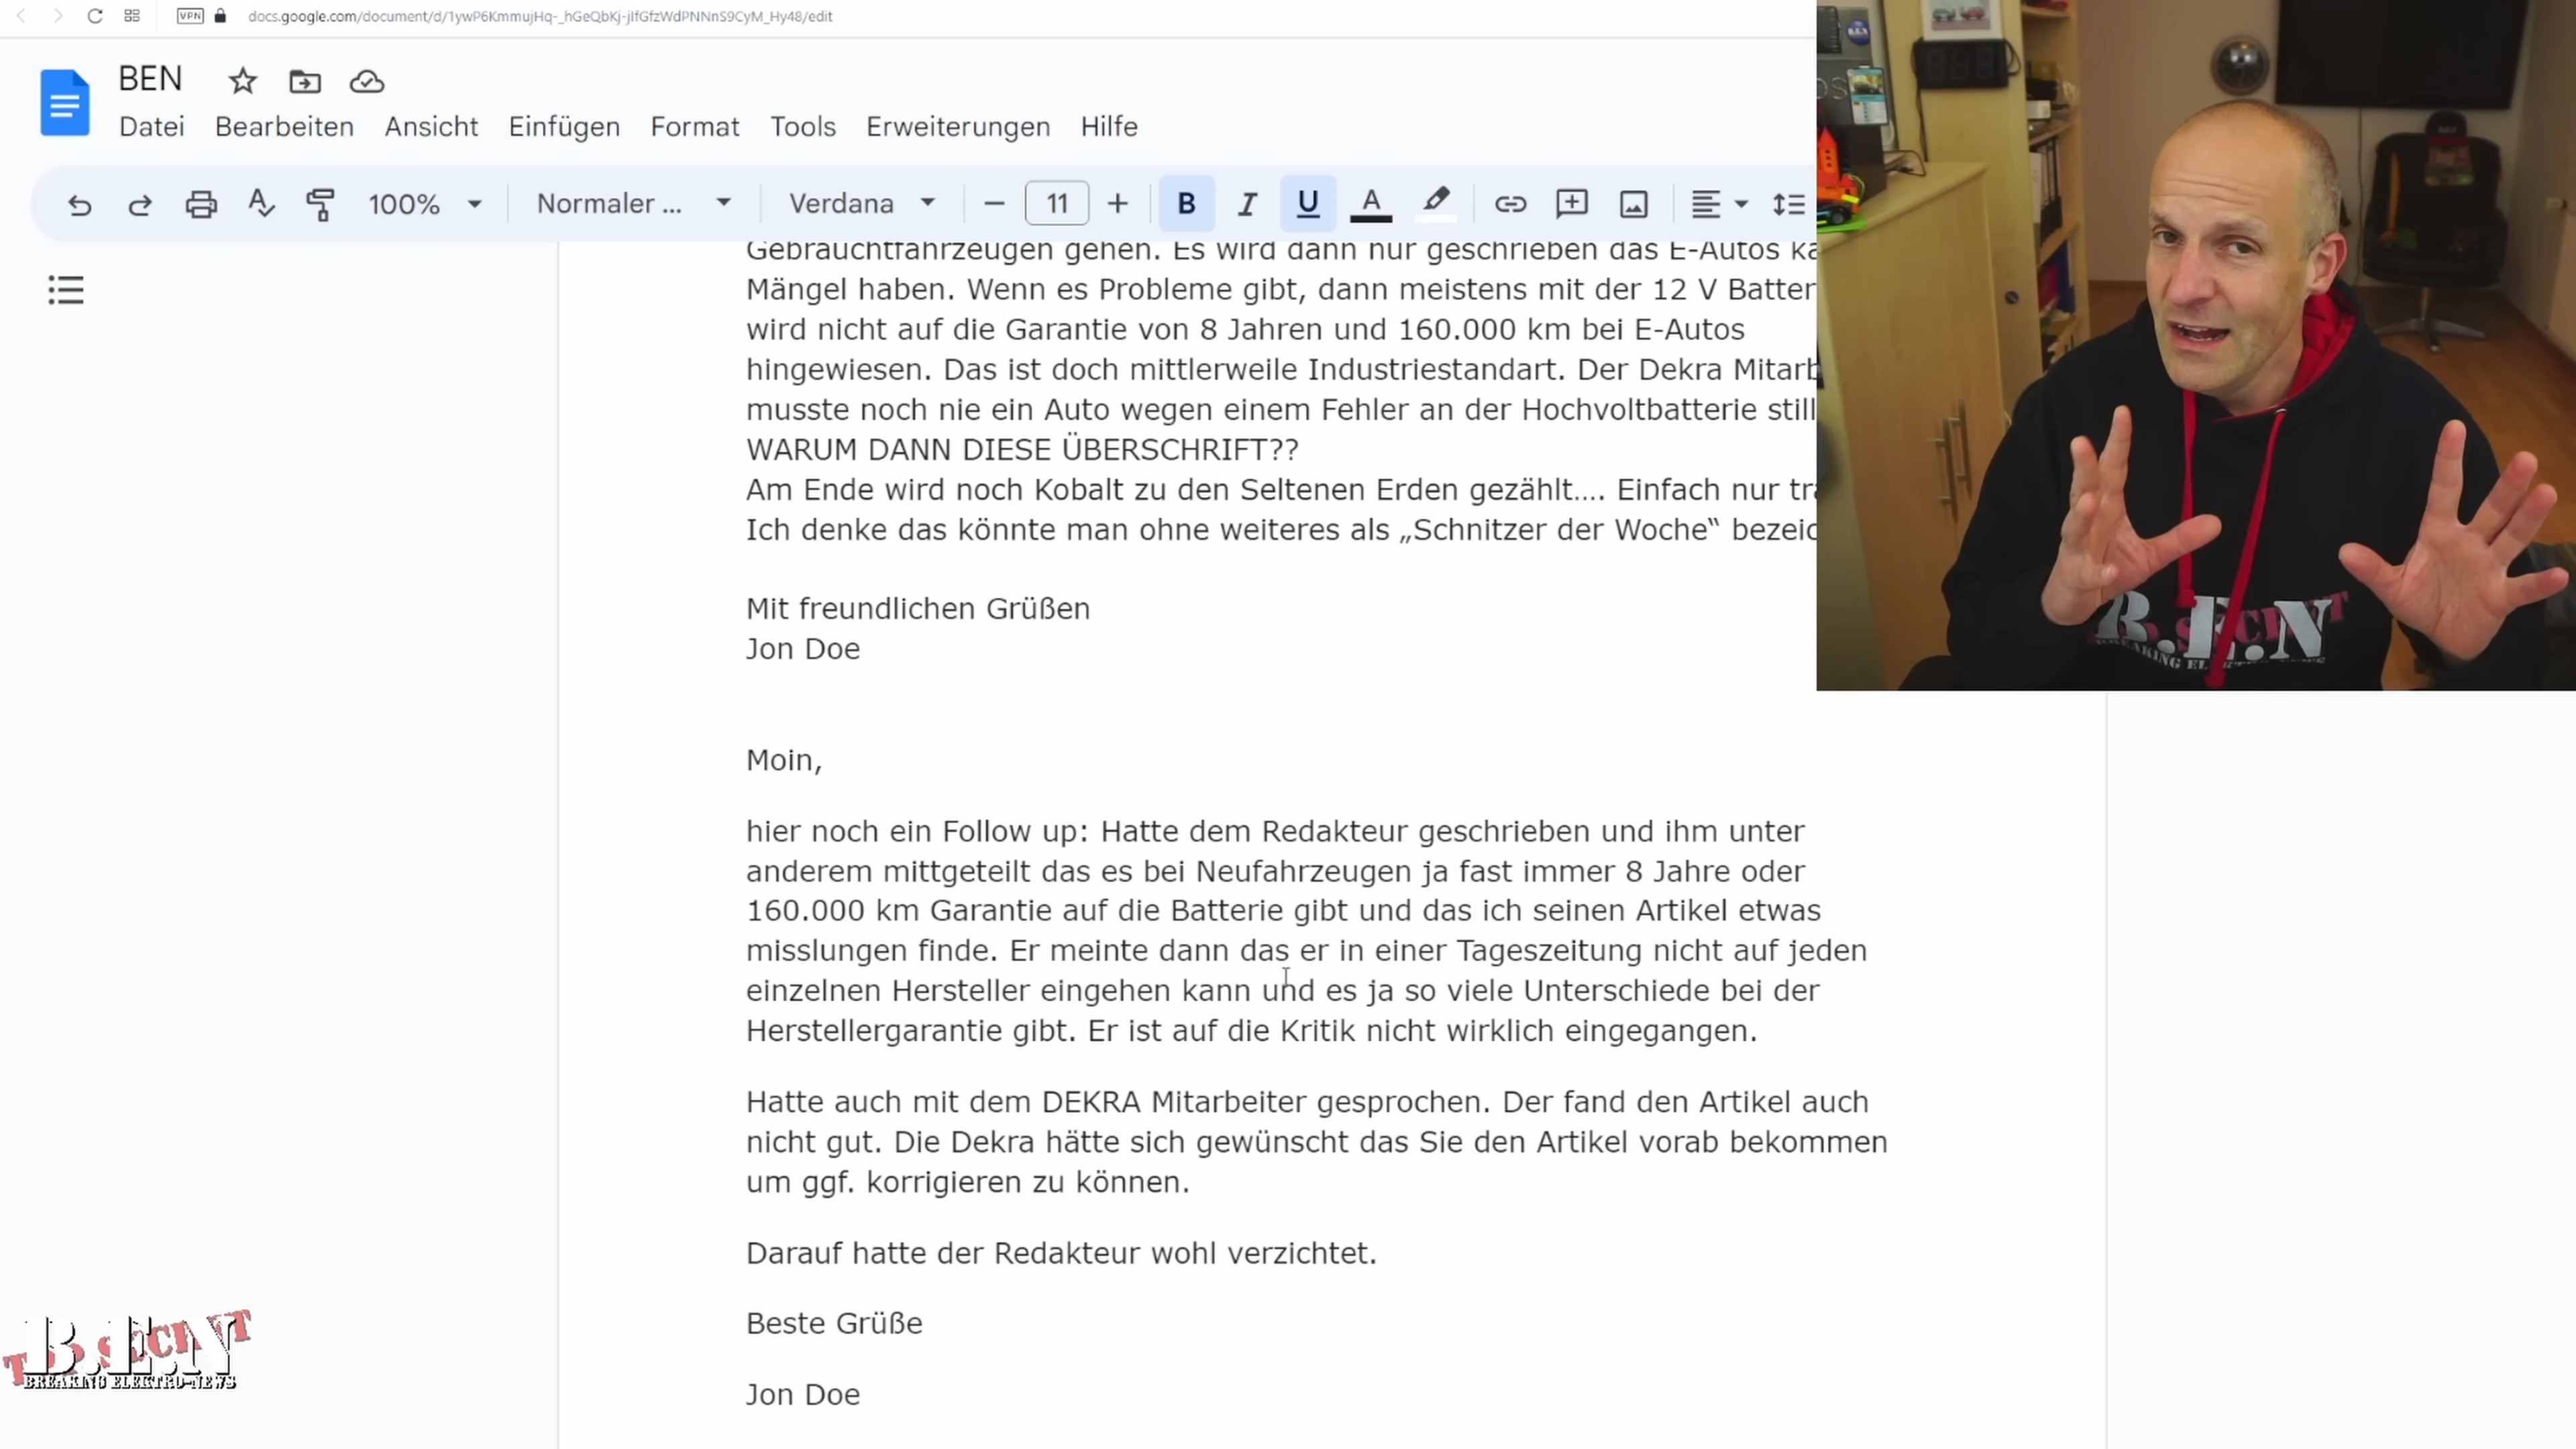 VPN docs.google.com/document/d/1ywP6KmmujHq-_hGeQbKj-jIfGfzWdPNNnS9CyM_Hy48/edit
BEN
Datei Bearbeiten Ansicht Einfügen Format Tools Erweiterungen Hilfe
100% Normaler ... Verdana 11 B I U A
Gebrauchtfahrzeugen gehen. Es wird dann nur geschrieben das E-Autos
Mängel haben. Wenn es Probleme gibt, dann meistens mit der 12 V
wird nicht auf die Garantie von 8 Jahren und 160.000 km bei E-Autos
hingewiesen. Das ist doch mittlerweile Industriestandart. Der Dekra
musste noch nie ein Auto wegen einem Fehler an der Hochvoltbatterie
WARUM DANN DIESE ÜBERSCHRIFT??
Am Ende wird noch Kobalt zu den Seltenen Erden gezählt.... Einfach nur
Ich denke das könnte man ohne weiteres als „Schnitzer der Woche“
Mit freundlichen Grüßen
Jon Doe
Moin,
hier noch ein Follow up: Hatte dem Redakteur geschrieben und ihm unter
anderem mittgeteilt das es bei Neufahrzeugen ja fast immer 8 Jahre oder
160.000 km Garantie auf die Batterie gibt und das ich seinen Artikel etwas
misslungen finde. Er meinte dann das er in einer Tageszeitung nicht auf jeden
einzelnen Hersteller eingehen kann und es ja so viele Unterschiede bei der
Herstellergarantie gibt. Er ist auf die Kritik nicht wirklich eingegangen.
Hatte auch mit dem DEKRA Mitarbeiter gesprochen. Der fand den Artikel auch
nicht gut. Die Dekra hätte sich gewünscht das Sie den Artikel vorab bekommen
um ggf. korrigieren zu können.
Darauf hatte der Redakteur wohl verzichtet.
Beste Grüße
Jon Doe
B.E.N
BREAKING ELEKTRO-NEWS
B.E.N